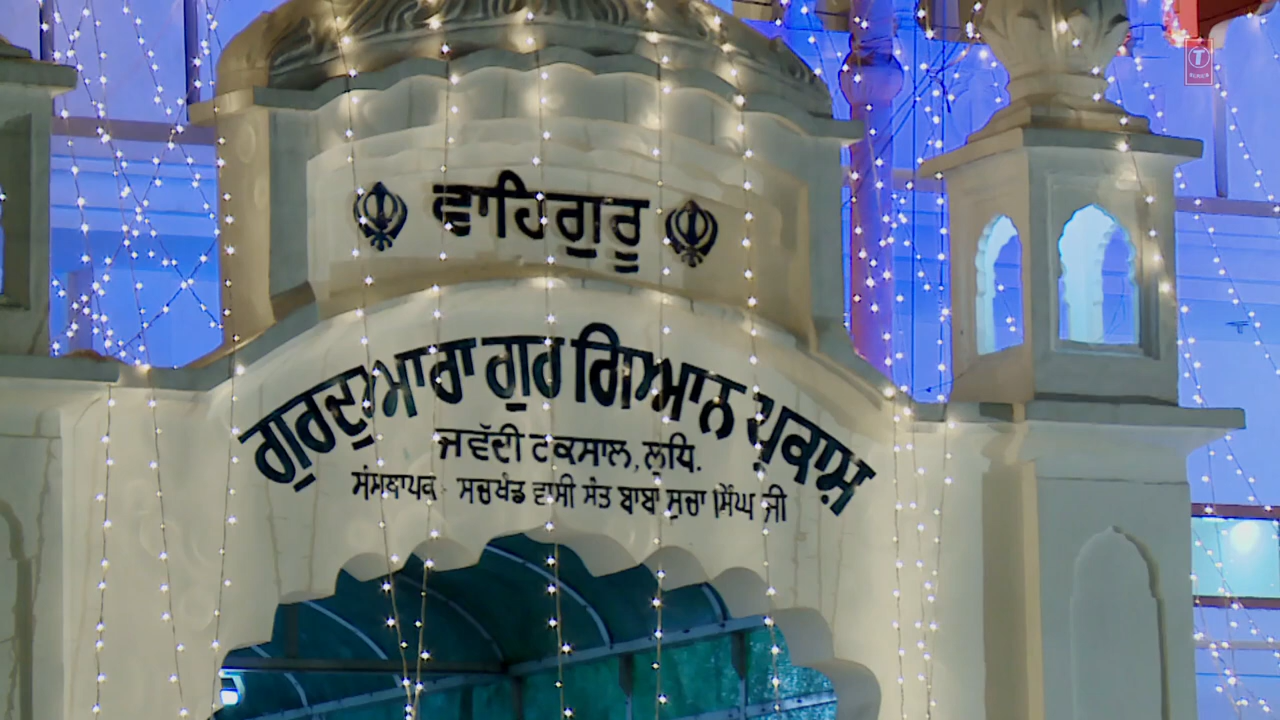 ਵਾਹਿਗੁਰੂ
ਗੁਰਦੁਆਰਾ ਗੁਰ ਗਿਆਨ ਪ੍ਰਕਾਸ਼
ਜਵੱਦੀ ਟਕਸਾਲ, ਲੁਧਿ.
ਸੰਸਥਾਪਕ ਸਚਖੰਡ ਵਾਸੀ ਸੰਤ ਬਾਬਾ ਸੁਚਾ ਸਿੰਘ ਜੀ